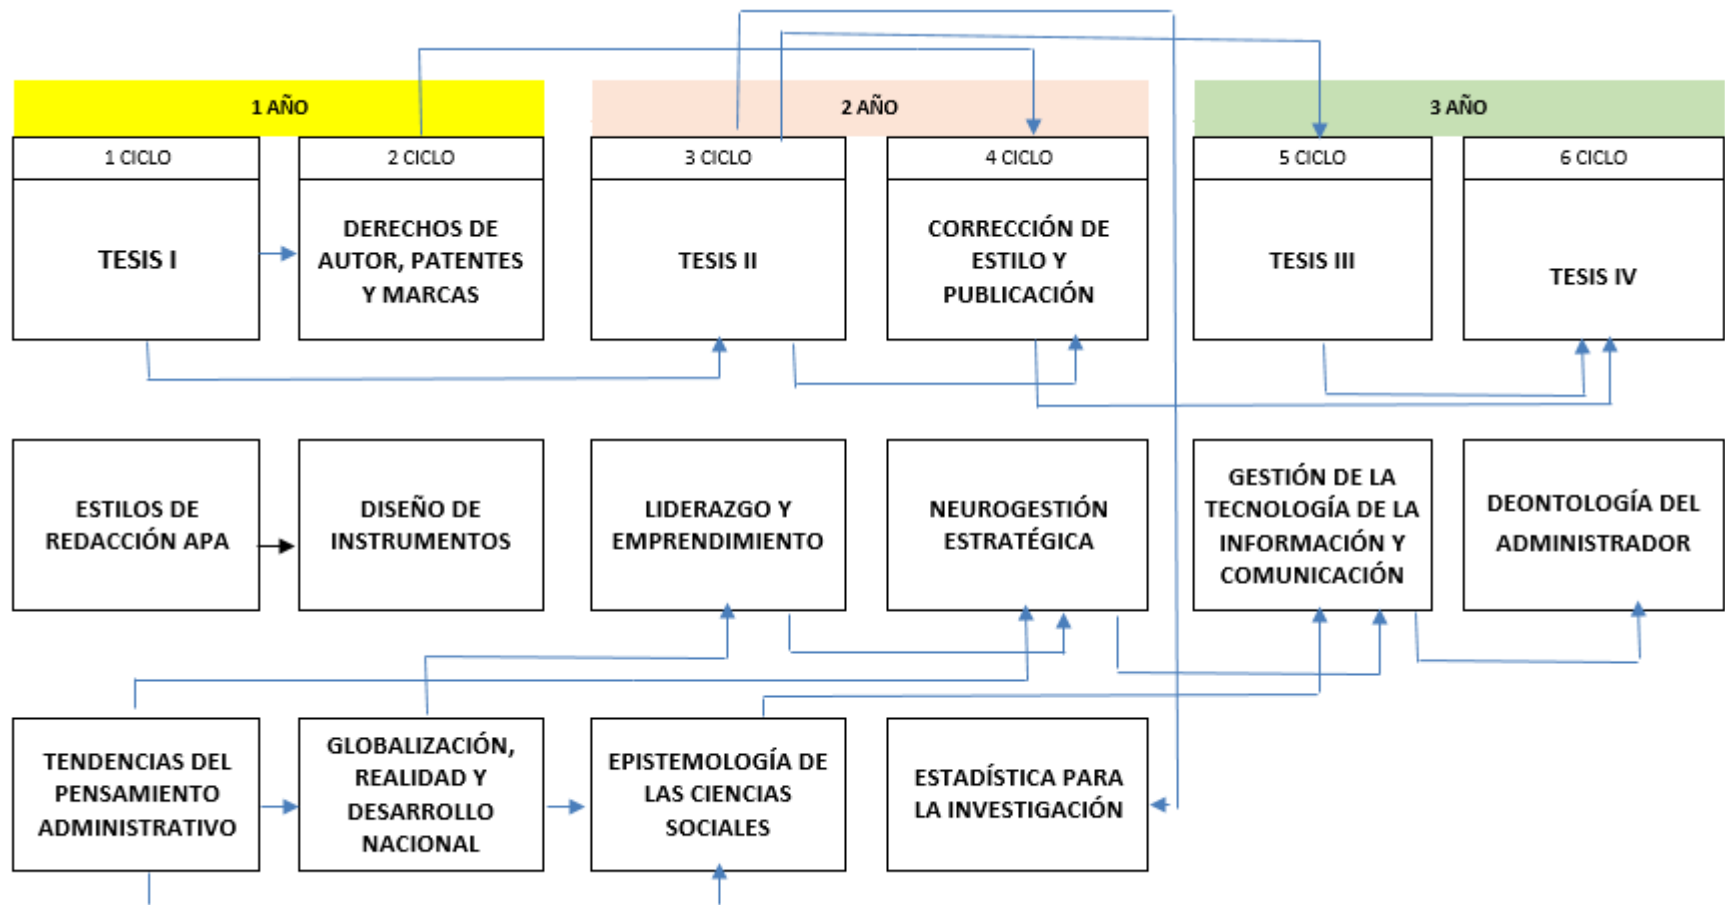 1 AÑO
2 AÑO
3 AÑO
1 CICLO
2 CICLO
3 CICLO
4 CICLO
5 CICLO
6 CICLO
TESIS I
DERECHOS DE
AUTOR, PATENTES
Y MARCAS
TESIS II
CORRECCIÓN DE
ESTILO Y
PUBLICACIÓN
TESIS III
TESIS IV
ESTILOS DE
REDACCIÓN APA
DISEÑO DE
INSTRUMENTOS
LIDERAZGO Y
EMPRENDIMIENTO
NEUROGESTIÓN
ESTRATÉGICA
GESTIÓN DE LA
TECNOLOGÍA DE LA
INFORMACIÓN Y
COMUNICACIÓN
DEONTOLOGÍA DEL
ADMINISTRADOR
TENDENCIAS DEL
PENSAMIENTO
ADMINISTRATIVO
GLOBALIZACIÓN,
REALIDAD Y
DESARROLLO
NACIONAL
EPISTEMOLOGÍA DE
LAS CIENCIAS
SOCIALES
ESTADÍSTICA PARA
LA INVESTIGACIÓN